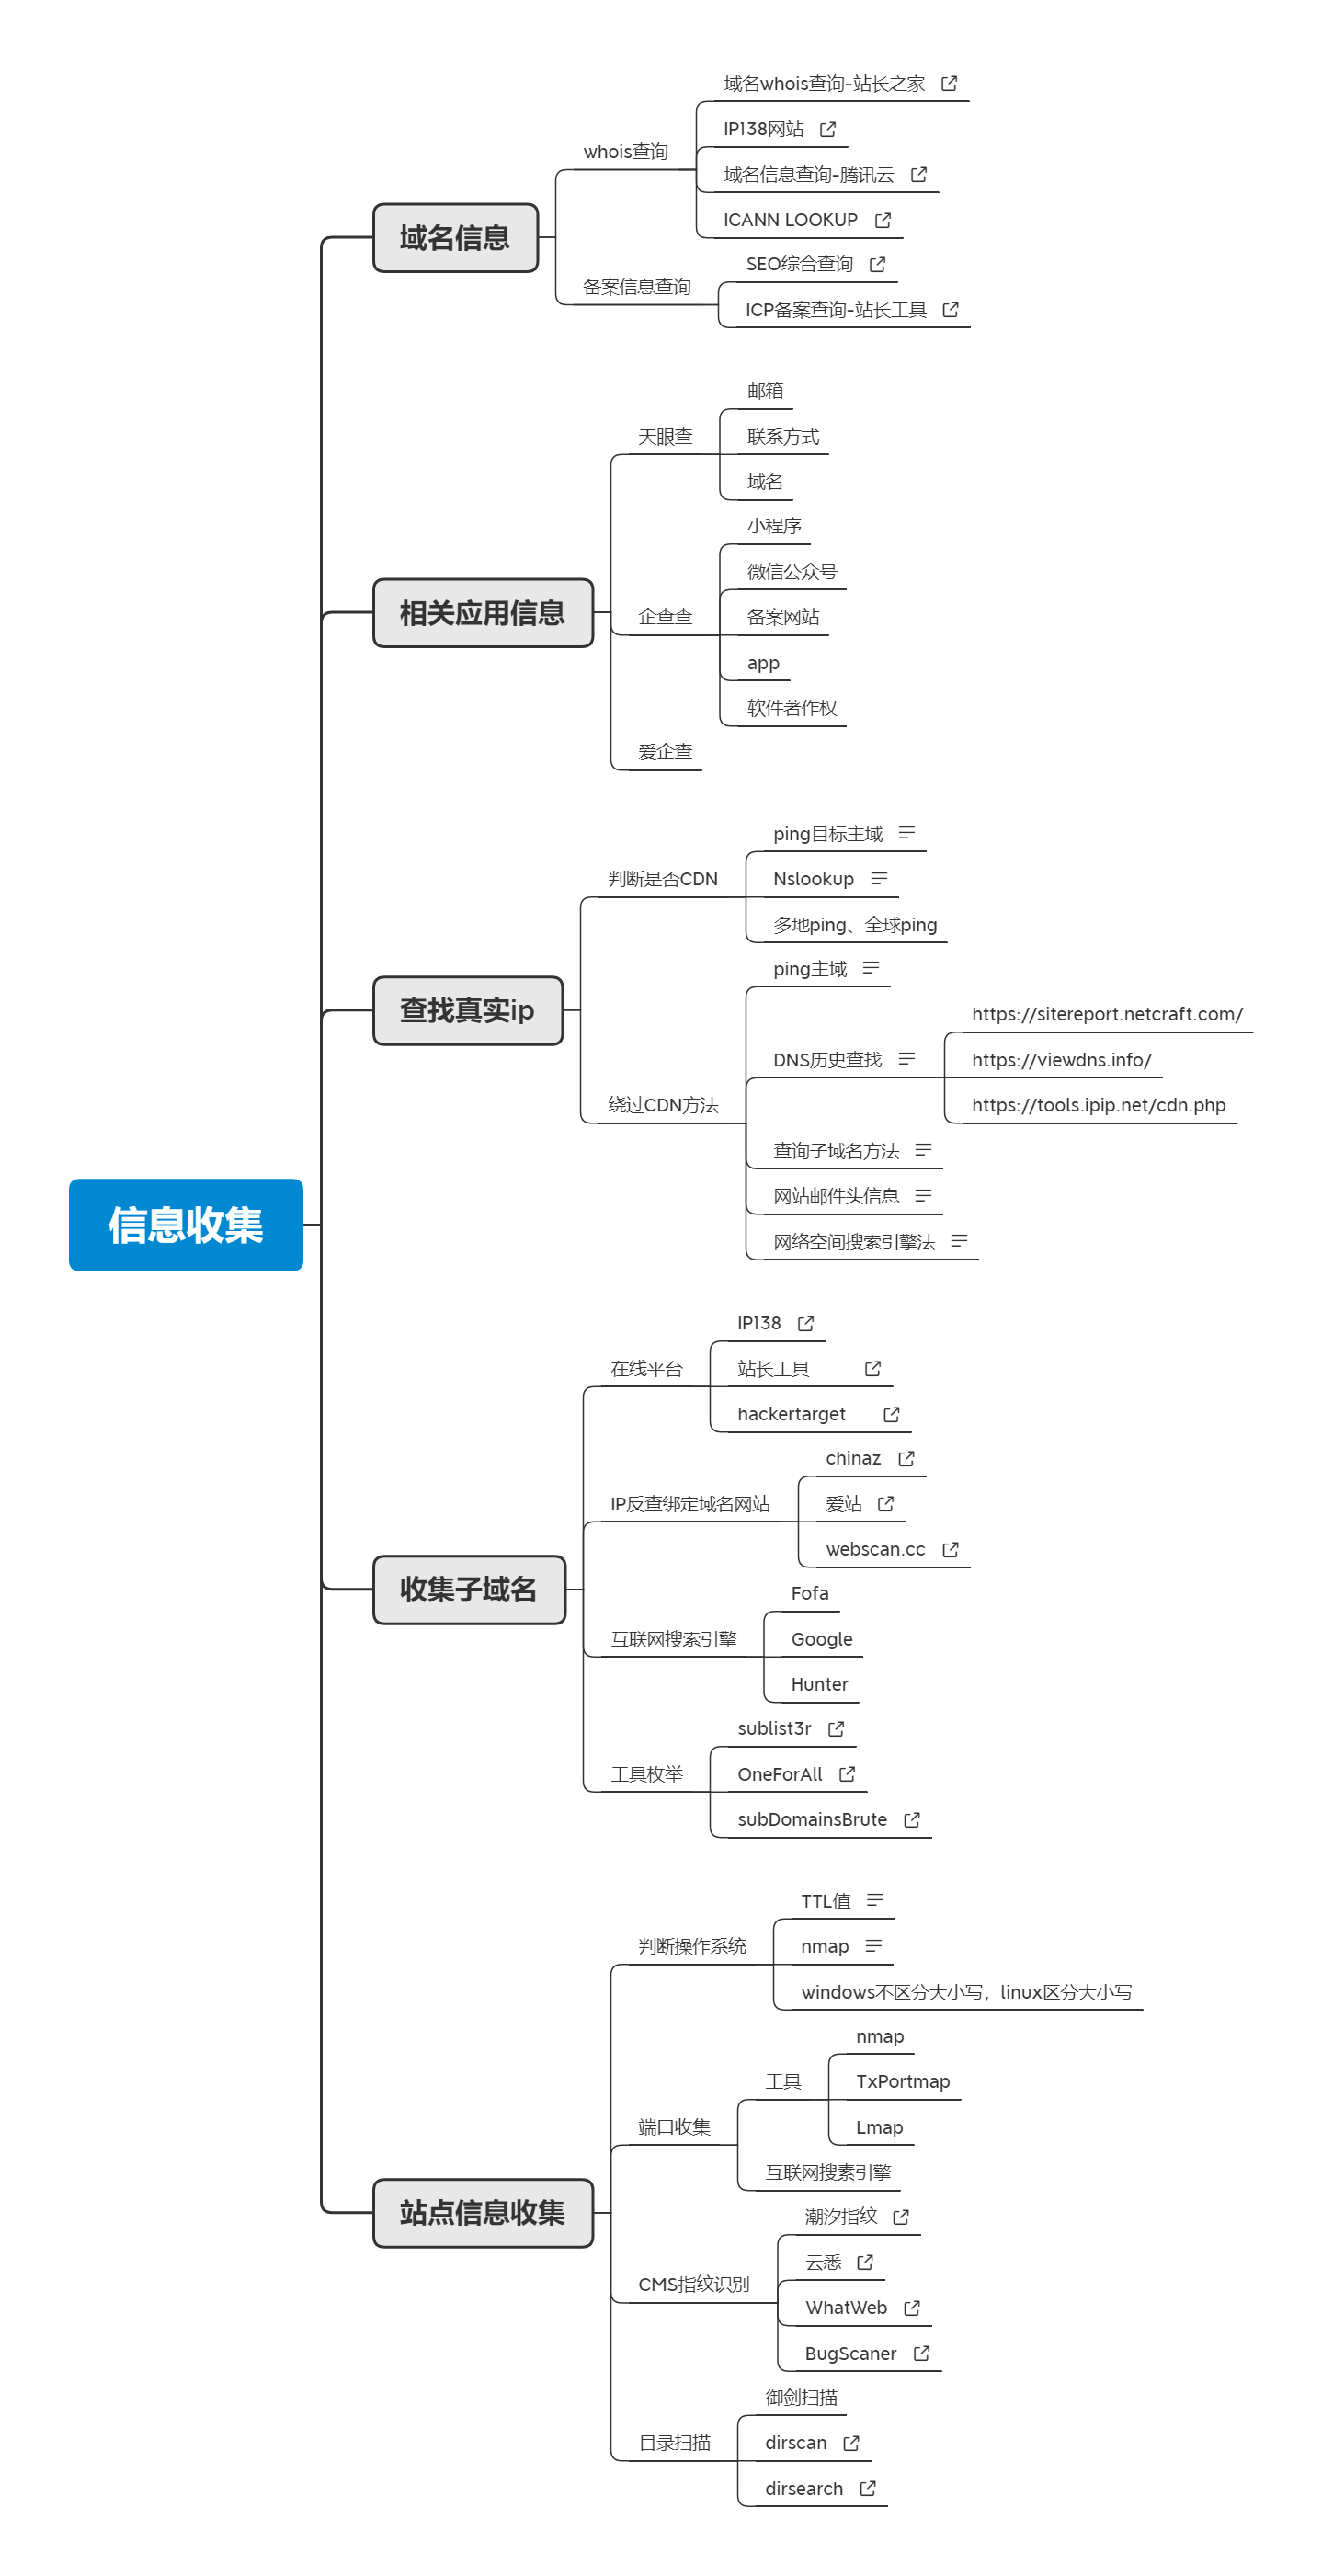 域名whois查询-站长之家
IP138网站
whois查询
域名信息查询-腾讯云
ICANN LOOKUP
域名信息
SEO综合查询
备案信息查询
ICP备案查询-站长工具
邮箱
天眼查
联系方式
域名
小程序
微信公众号
相关应用信息
企查查
备案网站
app
软件著作权
爱企查
ping目标主域
判断是否CDN
Nslookup
多地ping、全球ping
ping主域
查找真实ip
https://sitereport.netcraft.com/
DNS历史查找
https://viewdns.info/
绕过CDN方法
https://tools.ipip.net/cdn.php
查询子域名方法
网站邮件头信息
信息收集
网络空间搜索引擎法
IP138
在线平台
站长工具
hackertarget
chinaz
IP反查绑定域名网站
爱站
webscan.cc
收集子域名
Fofa
互联网搜索引擎
Google
Hunter
sublist3r
工具枚举
OneForAll
subDomainsBrute
TTL值
判断操作系统
nmap
windows不区分大小写，linux区分大小写
nmap
工具
TxPortmap
端口收集
Lmap
互联网搜素引擎
站点信息收集
潮汐指纹
云悉
CMS指纹识别
WhatWeb
BugScaner
御剑扫描
目录扫描
dirscan
dirsearch